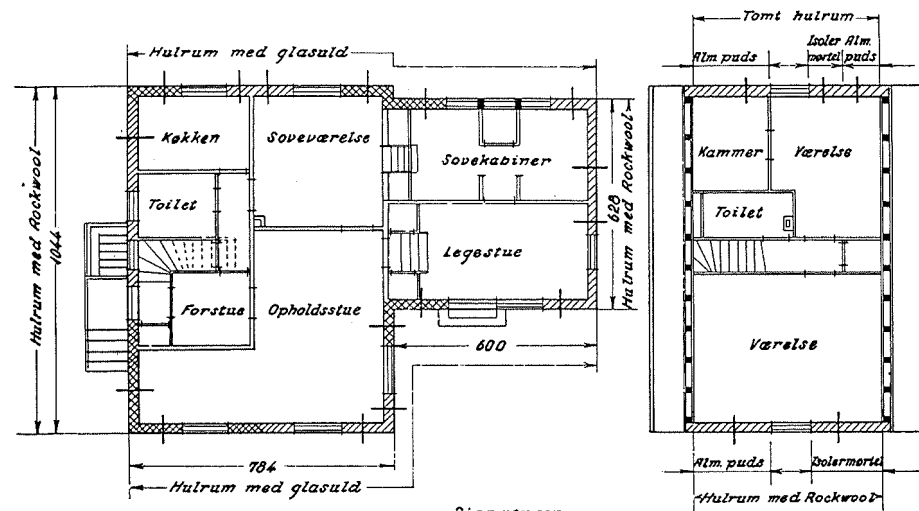 Hulrum med glasuld
Tomt hulrum
Alm puds
Isoler Alm.
mørtel puds
Køkken
Soveværelse
Sovekabiner
Kammer
Værelse
Toilet
Toilet
Hulrum med Rockwool
1044
628
Hulrum med Rockwool
Legestue
Forstue
Opholdsstue
Værelse
600
784
Hulrum med glasuld
Alm. puds
Isolermørtel
Hulrum med Rockwool